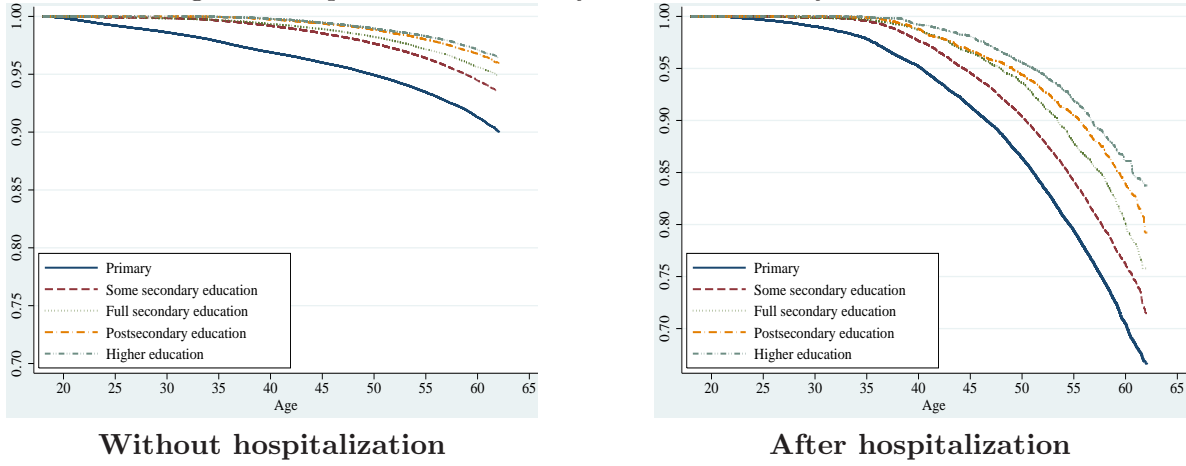 1.00
0.95
0.90
0.85
0.80
0.75
0.70
Primary
Some secondary education
Full secondary education
Postsecondary education
Higher education
20 25 30 35 40 45 50 55 60 65
Age
Without hospitalization
1.00
0.95
0.90
0.85
0.80
0.75
0.70
Primary
Some secondary education
Full secondary education
Postsecondary education
Higher education
20 25 30 35 40 45 50 55 60 65
Age
After hospitalization